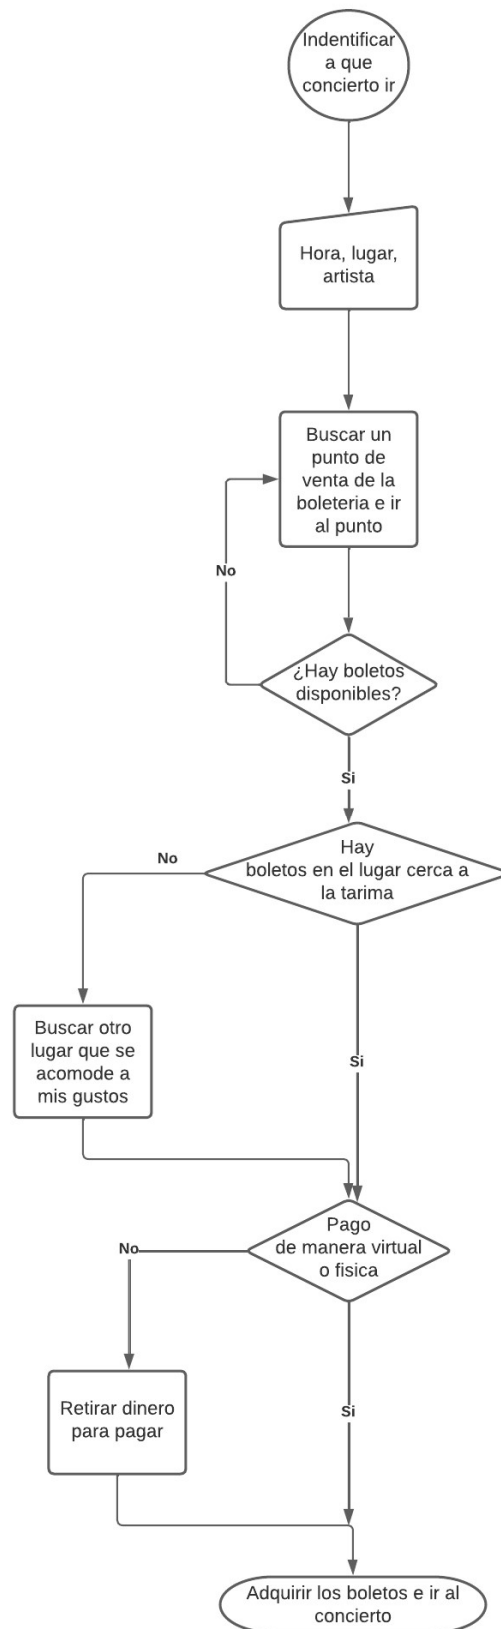 Indentificar
a que
concierto ir
Hora, lugar,
artista
Buscar un
punto de
venta de la
boleteria e ir
al punto
No
¿Hay boletos
disponibles?
Si
Hay
boletos en el lugar cerca a
la tarima
No
Buscar otro
lugar que se
acomode a
mis gustos
Si
Pago
de manera virtual
o fisica
No
Retirar dinero
para pagar
Si
Adquirir los boletos e ir al
concierto